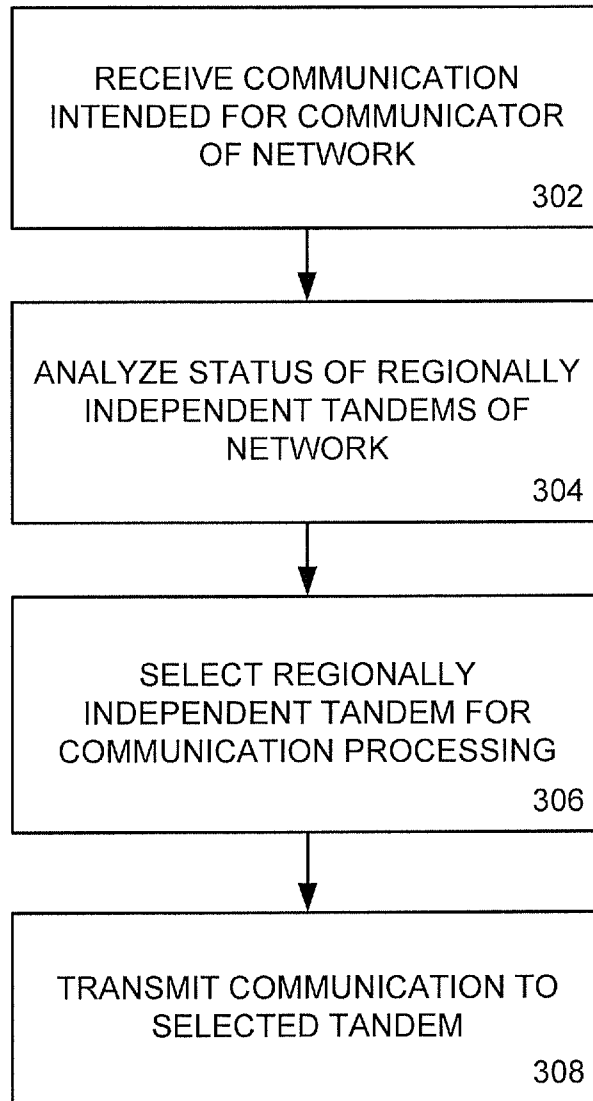 RECEIVE COMMUNICATION
INTENDED FOR COMMUNICATOR
OF NETWORK
302
ANALYZE STATUS OF REGIONALLY
INDEPENDENT TANDEMS OF
NETWORK
304
SELECT REGIONALLY
INDEPENDENT TANDEM FOR
COMMUNICATION PROCESSING
306
TRANSMIT COMMUNICATION TO
SELECTED TANDEM
308